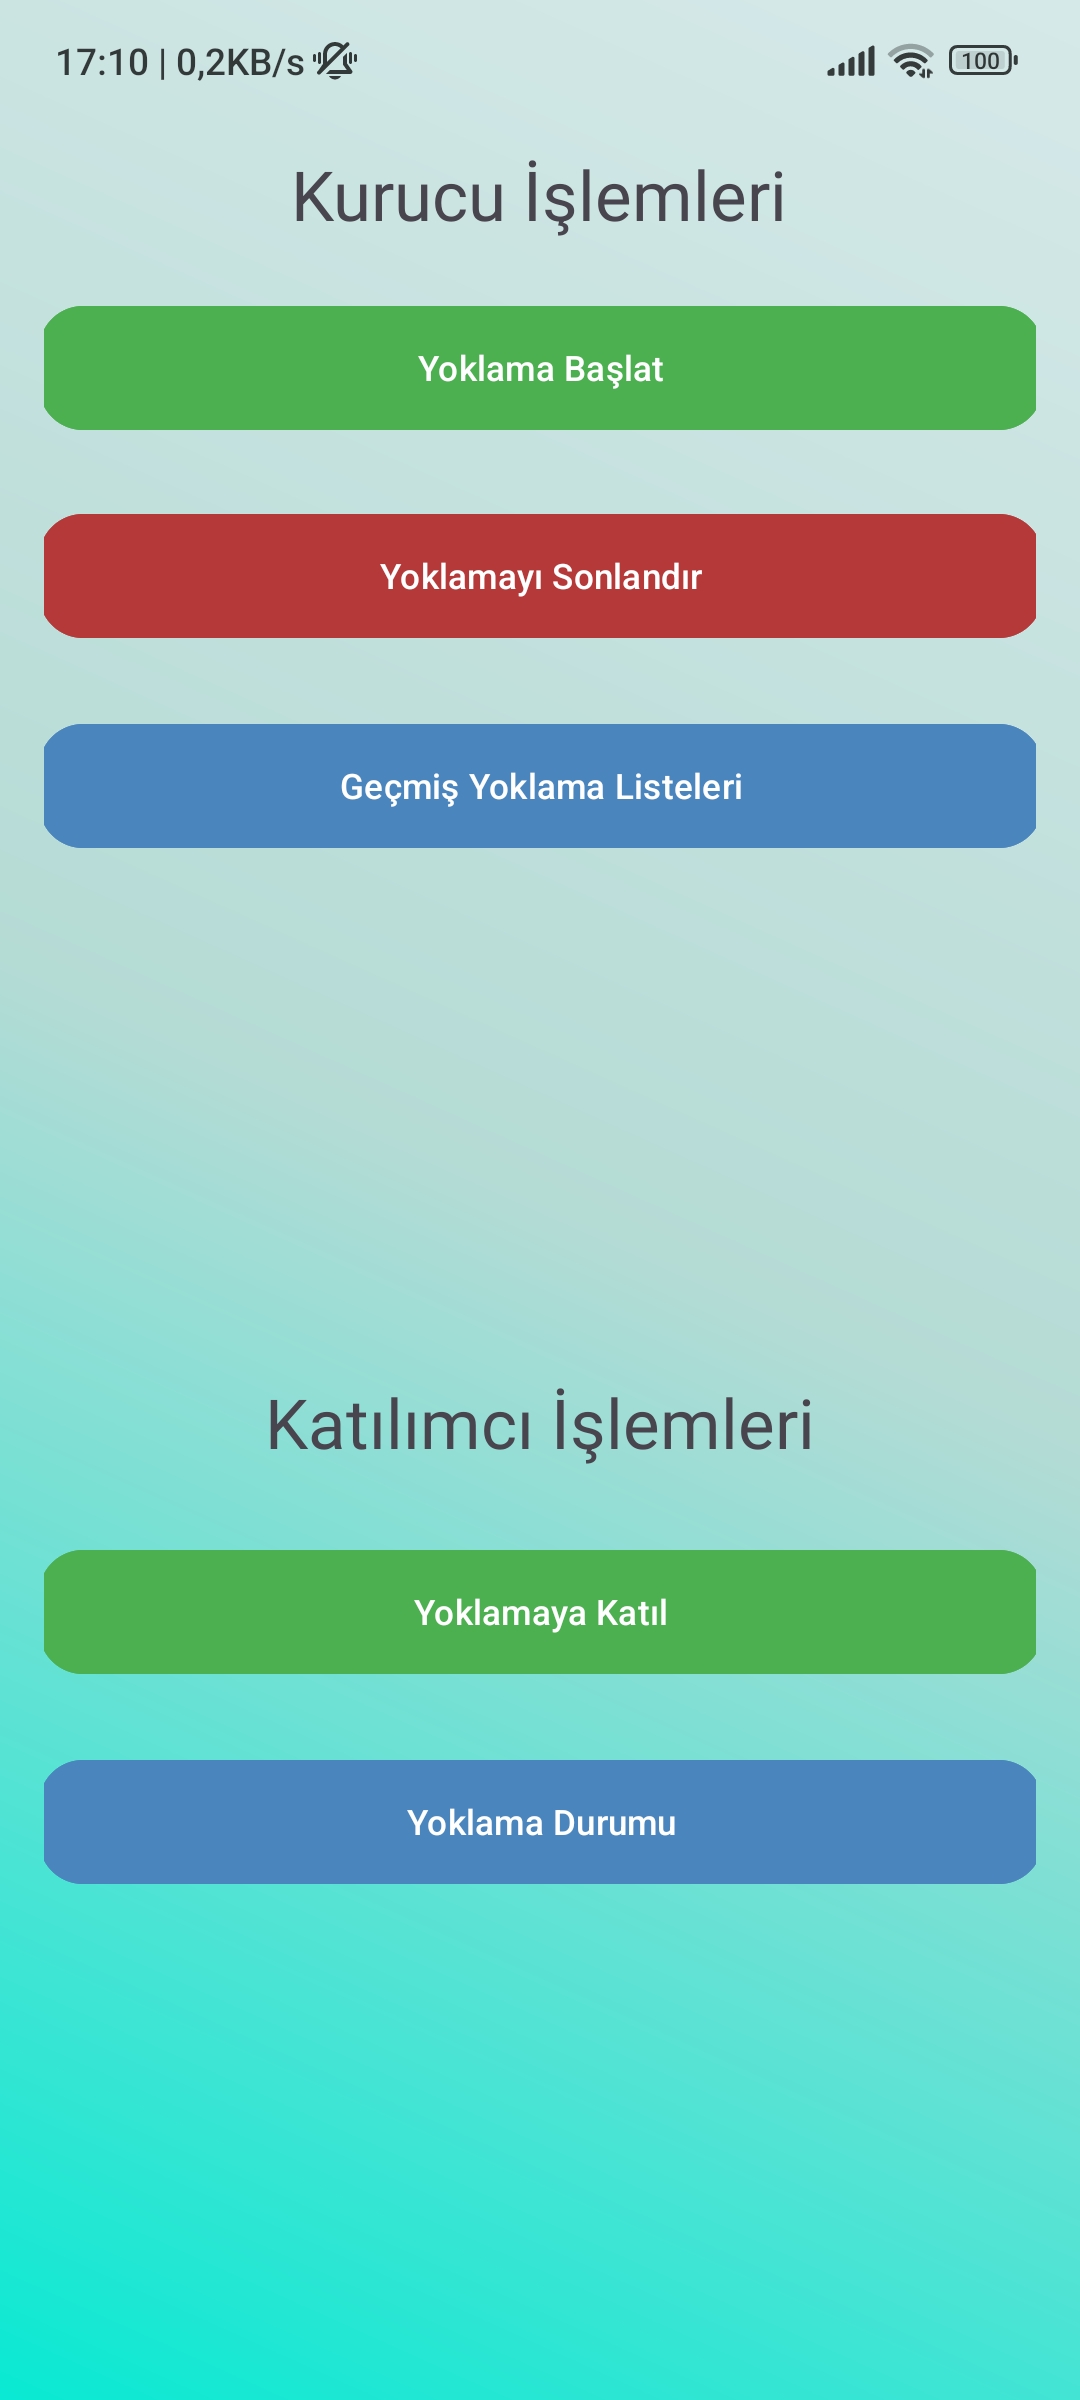 17:10 | 0,2KB/s 100
Kurucu İşlemleri
Yoklama Başlat
Yoklamayı Sonlandır
Geçmiş Yoklama Listeleri
Katılımcı İşlemleri
Yoklamaya Katıl
Yoklama Durumu